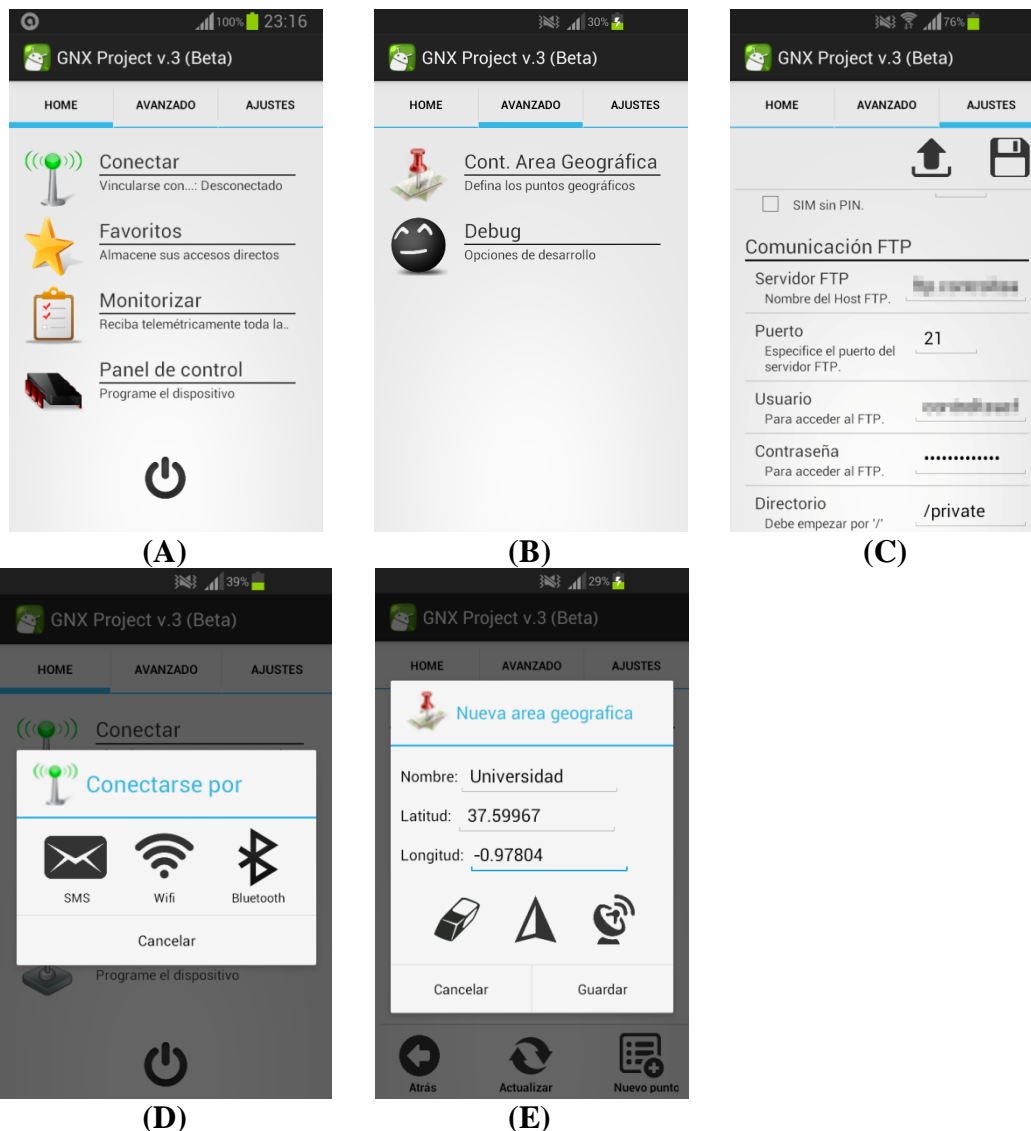 100% 23:16
GNX Project v.3 (Beta)
HOME AVANZADO AJUSTES
Conectar
Vincularse con...: Desconectado
Favoritos
Almacene sus accesos directos
Monitorizar
Reciba telemétricamente toda la..
Panel de control
Programe el dispositivo
(A)
30%
GNX Project v.3 (Beta)
HOME AVANZADO AJUSTES
Cont. Area Geográfica
Defina los puntos geográficos
Debug
Opciones de desarrollo
(B)
76%
GNX Project v.3 (Beta)
HOME AVANZADO AJUSTES
SIM sin PIN.
Comunicación FTP
Servidor FTP
Nombre del Host FTP.
Puerto
21
Especifice el puerto del
servidor FTP.
Usuario
Para acceder al FTP.
Contraseña
•••••••••••••
Para acceder al FTP.
Directorio
/private
Debe empezar por '/'
(C)
39%
GNX Project v.3 (Beta)
HOME AVANZADO AJUSTES
Conectar
Conectarse por
SMS Wifi Bluetooth
Cancelar
Programe el dispositivo
(D)
29%
GNX Project v.3 (Beta)
HOME AVANZADO AJUSTES
Nueva area geografica
Nombre: Universidad
Latitud: 37.59967
Longitud: -0.97804
Cancelar Guardar
Atrás Actualizar Nuevo punto
(E)